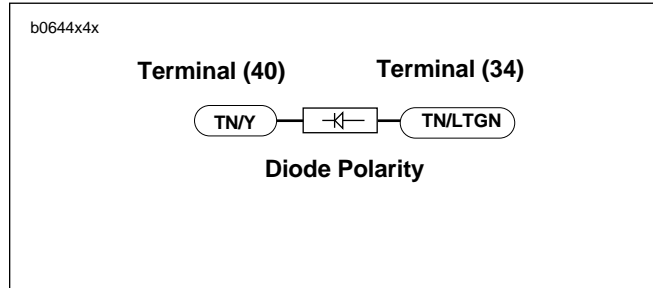 b0644x4x
Terminal (40) Terminal (34)
TN/Y TN/LTGN
Diode Polarity